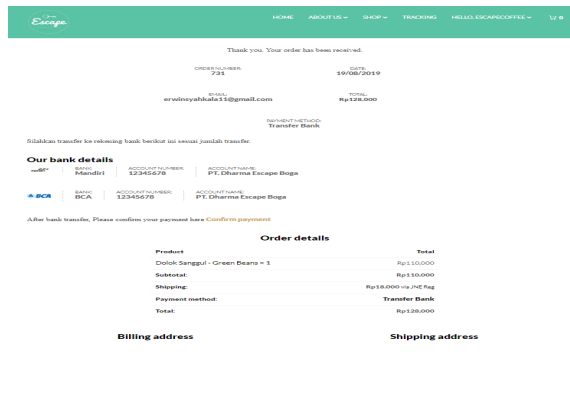 Escape
HOME ABOUT US SHOP TRACKING HELLO, ESCAPECOFFEE 0
Thank you. Your order has been received.
ORDER NUMBER: DATE:
731 19/08/2019
EMAIL: TOTAL:
erwinsyahkala11@gmail.com Rp128.000
PAYMENT METHOD:
Transfer Bank
Silahkan transfer ke rekening bank berikut ini sesuai jumlah transfer.
Our bank details
BANK: ACCOUNT NUMBER: ACCOUNT NAME:
Mandiri 12345678 PT. Dharma Escape Boga
BANK: ACCOUNT NUMBER: ACCOUNT NAME:
BCA BCA 12345678 PT. Dharma Escape Boga
After bank transfer, Please confirm your payment here Confirm payment
Order details
Product Total
Dolok Sanggul - Green Beans × 1 Rp110.000
Subtotal: Rp110.000
Shipping: Rp18.000 via JNE Reg
Payment method: Transfer Bank
Total: Rp128.000
Billing address Shipping address